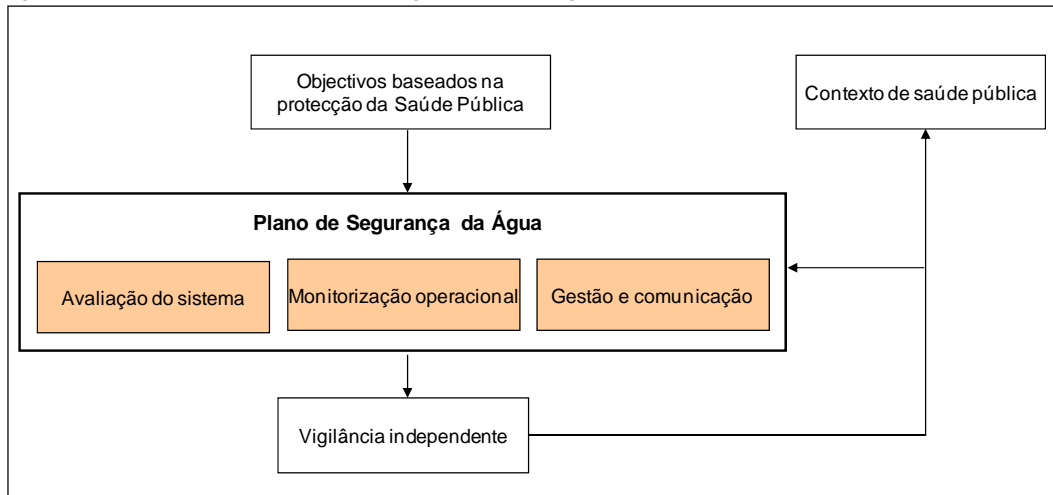 Objectivos baseados na
protecção da Saúde Pública
Contexto de saúde pública
Plano de Segurança da Água
Avaliação do sistema
Monitorização operacional
Gestão e comunicação
Vigilância independente